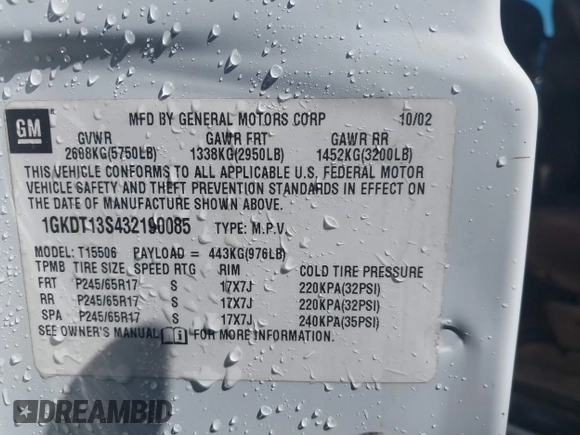 MFD BY GENERAL MOTORS CORP 10/02
GM
GVWR GAWR FRT GAWR RR
2608KG(5750LB) 1338KG(2950LB) 1452KG(3200LB)
THIS VEHICLE CONFORMS TO ALL APPLICABLE U.S. FEDERAL MOTOR
VEHICLE SAFETY AND THEFT PREVENTION STANDARDS IN EFFECT ON
THE DATE OF MANUFACTURE SHOWN ABOVE.
1GKDT13S432190085 TYPE: M.P.V.
MODEL: T15506 PAYLOAD = 443KG(976LB)
TPMB TIRE SIZE SPEED RTG RIM COLD TIRE PRESSURE
FRT P245/65R17 S 17X7J 220KPA(32PSI)
RR P245/65R17 S 17X7J 220KPA(32PSI)
SPA P245/65R17 S 17X7J 240KPA(35PSI)
SEE OWNER'S MANUAL FOR MORE INFORMATION.
DREAMBID